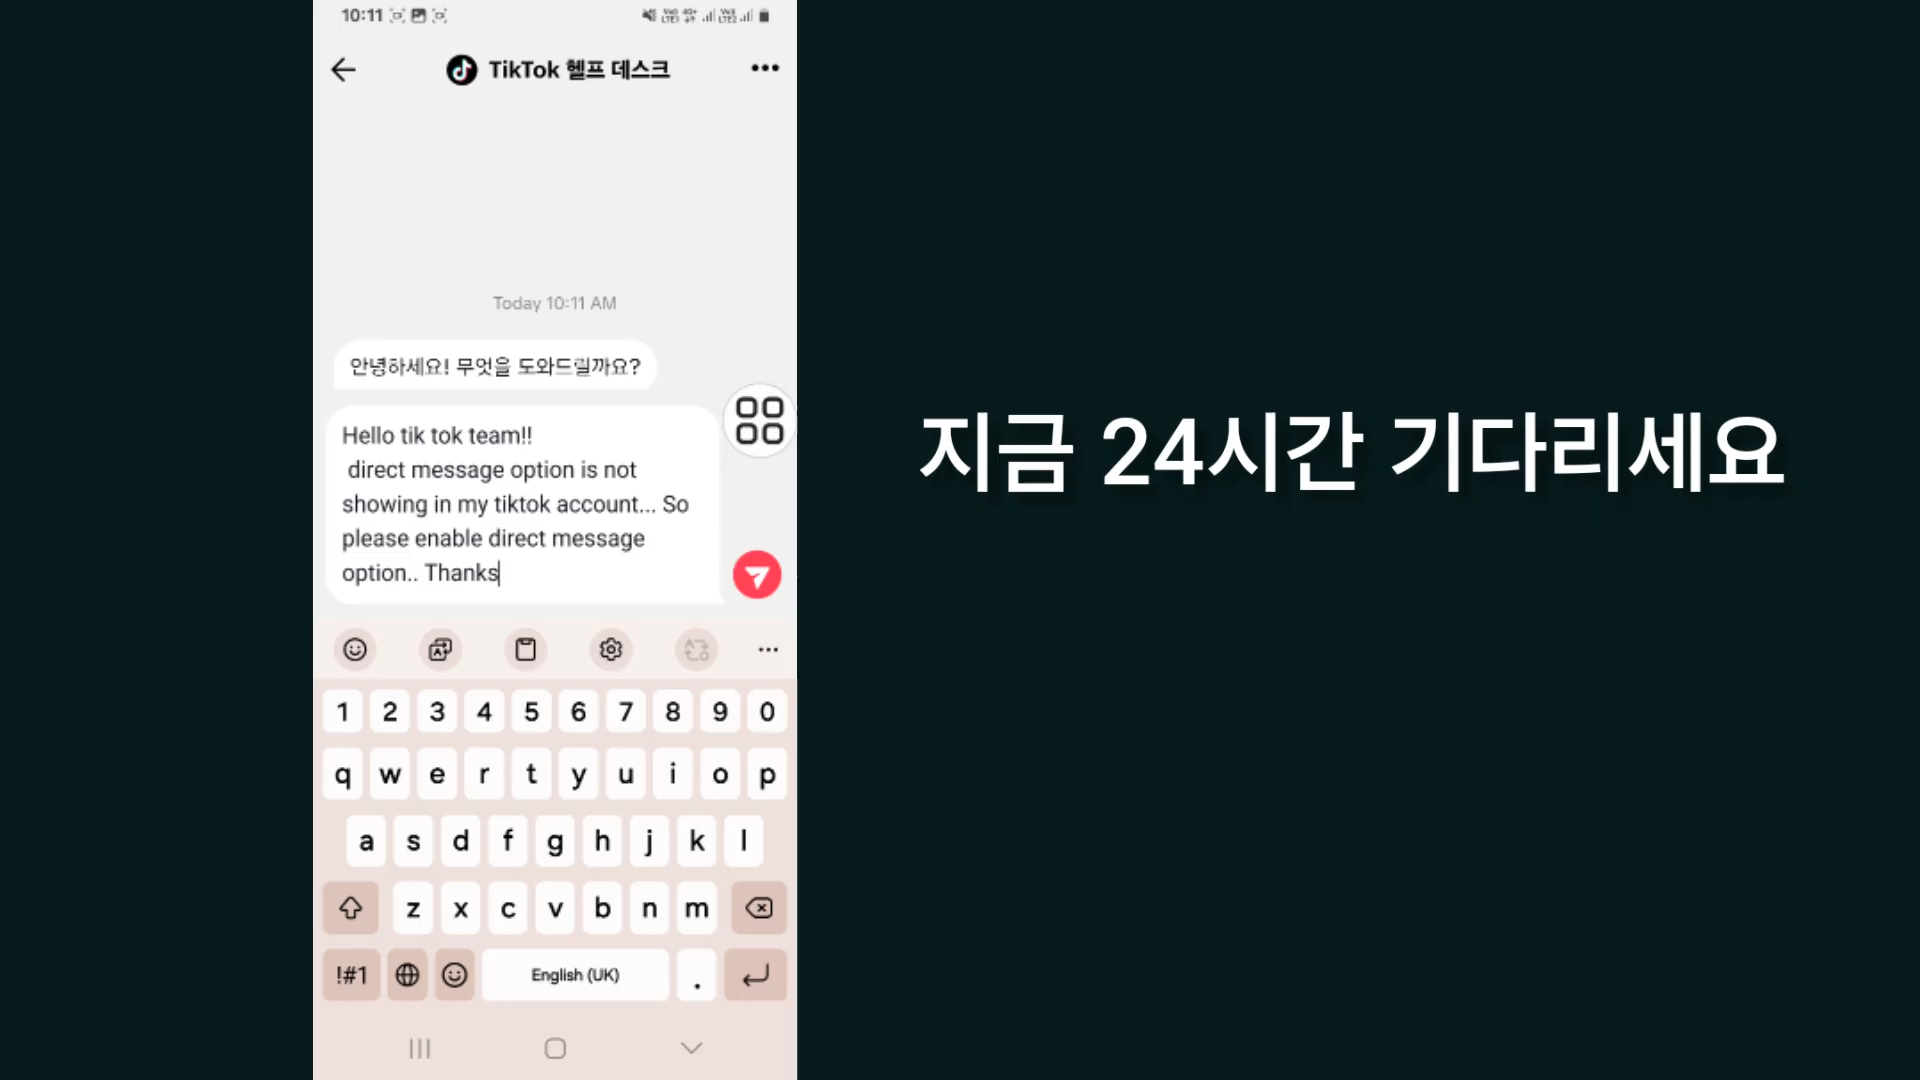 10:11
TikTok 헬프 데스크
Today 10:11 AM
안녕하세요! 무엇을 도와드릴까요?
Hello tik tok team!!
direct message option is not
showing in my tiktok account... So
please enable direct message
option.. Thanks
지금 24시간 기다리세요
1 2 3 4 5 6 7 8 9 0
q w e r t y u i o p
a s d f g h j k l
z x c v b n m
!#1 English (UK) .